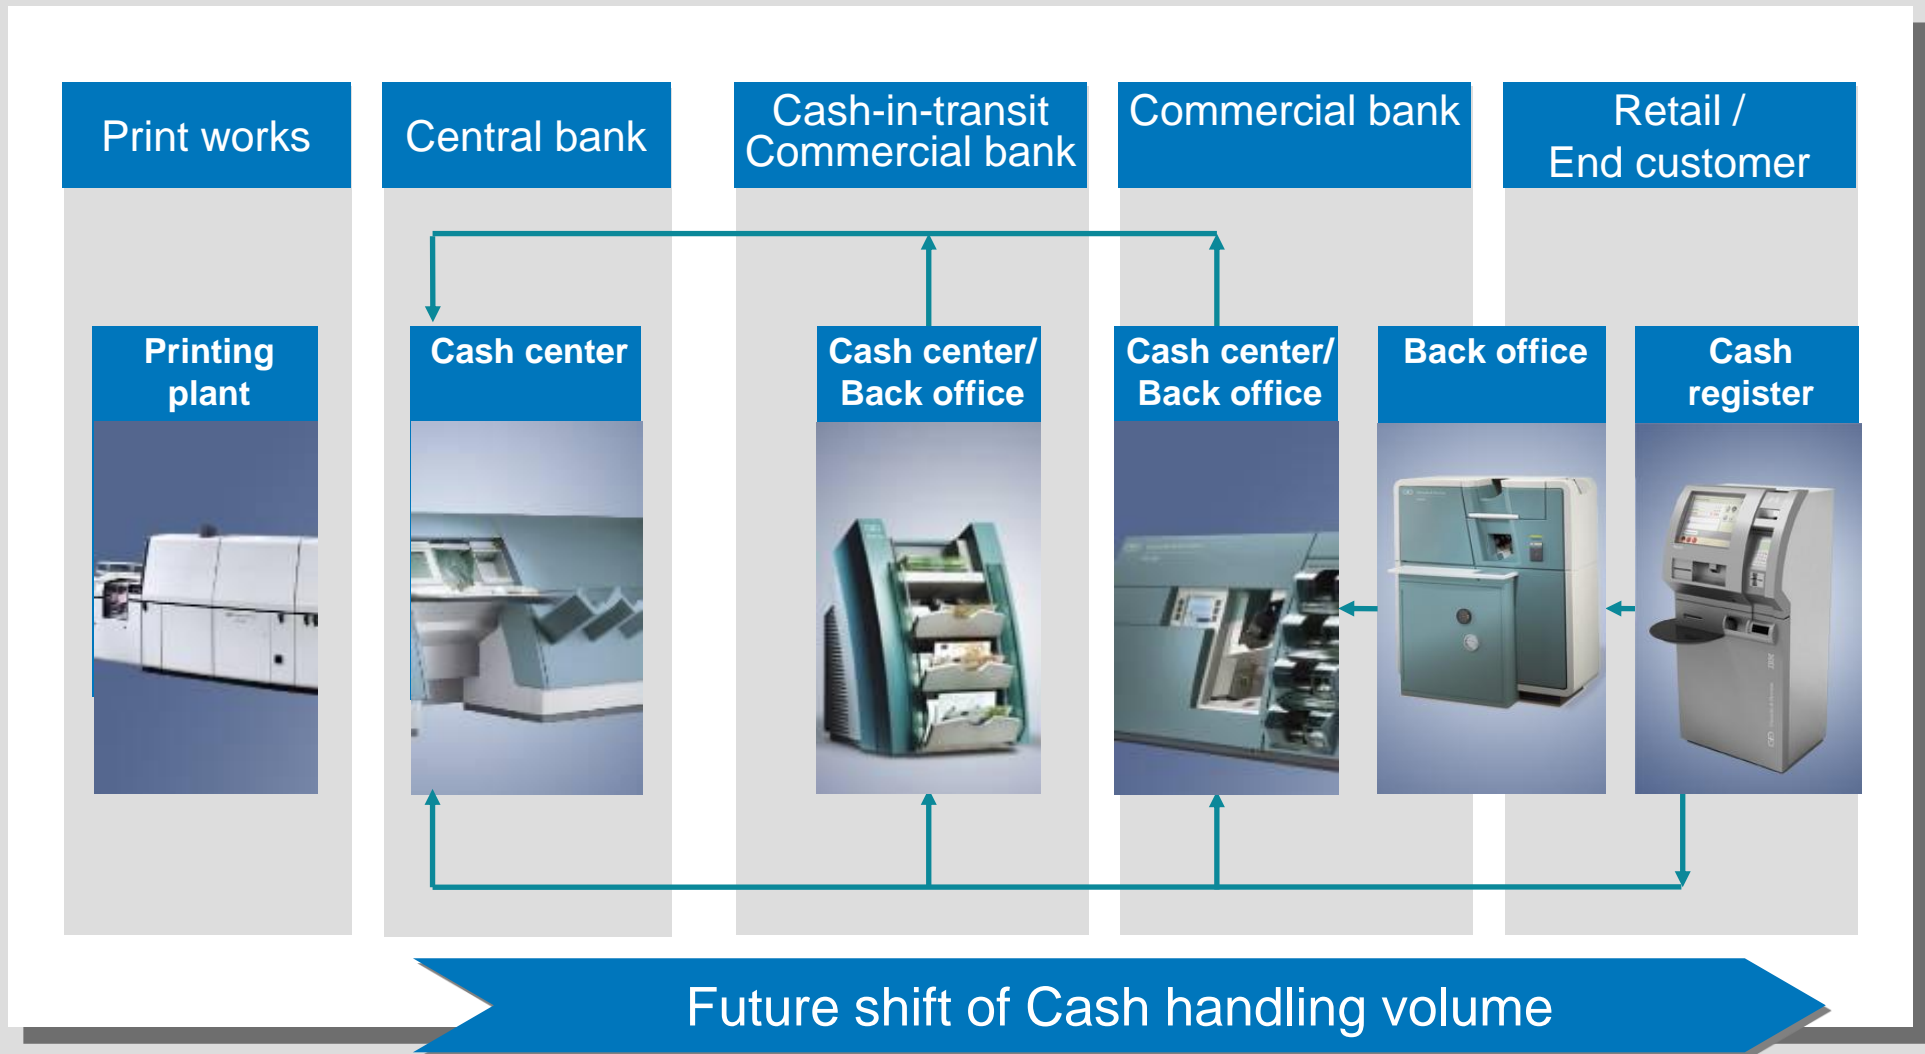 Print works
Central bank
Cash-in-transit
Commercial bank
Commercial bank
Retail /
End customer
Printing
plant
Cash center
Cash center/
Back office
Cash center/
Back office
Back office
Cash
register
Future shift of Cash handling volume